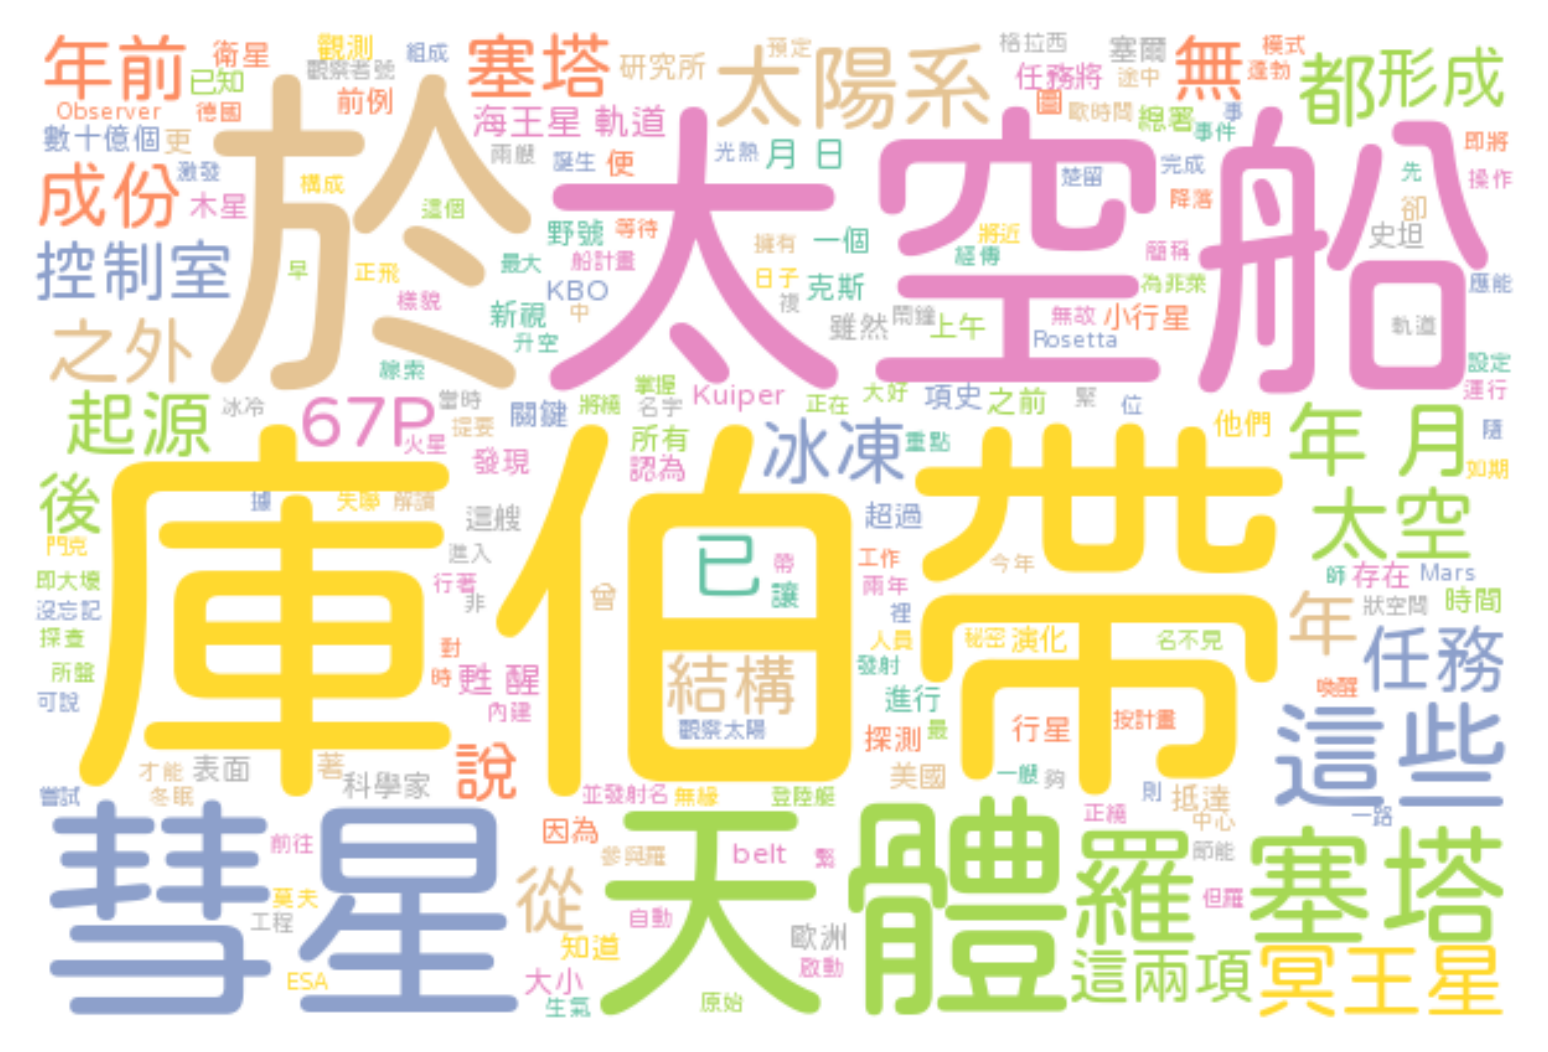 年前
衛星
已知
Observer
德國
觀測
觀察者號
前例
組成
塞塔
研究所
預定
太陽系
格拉西
任務將
圖
歐時間
塞爾
途中
總署
無
模式
蓬勃
事
事件
都
形成
數十億個
更
激發
成份
木星
控制室
之外
於
構成
這個
早
正飛
樣貌
線索
海王星
軌道
兩艘
誕生
便
光熱
月 日
野號
等待
船計畫
最大
KBO
新視
中
升空
太空船
擁有
日子
複
一個
克斯
雖然
鬧鐘
上午
將近
經傳
楚留
完成
降落
簡稱
為非萊
無故
小行星
Rosetta
即將
先
操作
卻
史坦
應能
軌道
設定
運行
起源
冰冷
67P
火星
當時
提要
關鍵
將繞
掌握
名字
Kuiper
正在
大好
項史
之前
緊
位
他們
年 月
隨
如期
後
門克
即大壞
沒忘記
探查
所盤
可說
庫伯帶
據
失聯
解讀
發現
所有
認為
冰凍
重點
這艘
進入
行著
非
對
時
甦 醒
內建
曾
已
帶
讓
結構
觀察太陽
超過
工作
兩年
裡
人員
發射
進行
探測
最
今年
秘密
演化
名不見
行星
按計畫
太空
師
存在
Mars
狀空間
時間
年
任務
喚醒
這些
一路
才能
表面
冬眠
著
科學家
說
嘗試
並發射名
無緣
登陸艇
美國
一艘
夠
正繞
則
抵達
中心
節能
彗星
前往
莫夫
工程
ESA
因為
參與羅
從
知道
大小
生氣
自動
belt
歐洲
啟動
原始
天體
羅
但羅
塞塔
這兩項
冥王星